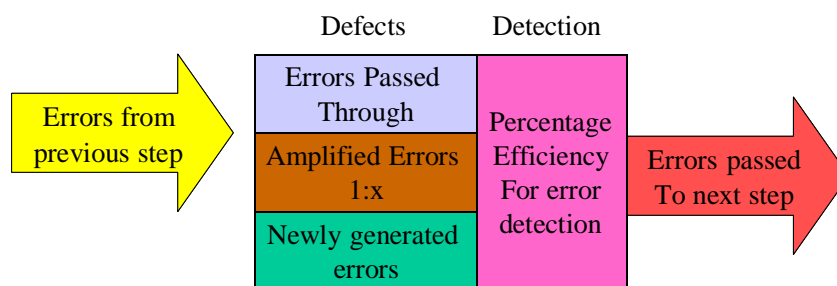 Defects
Detection
Errors from
previous step
Errors Passed
Through
Amplified Errors
1:x
Newly generated
errors
Percentage
Efficiency
For error
detection
Errors passed
To next step